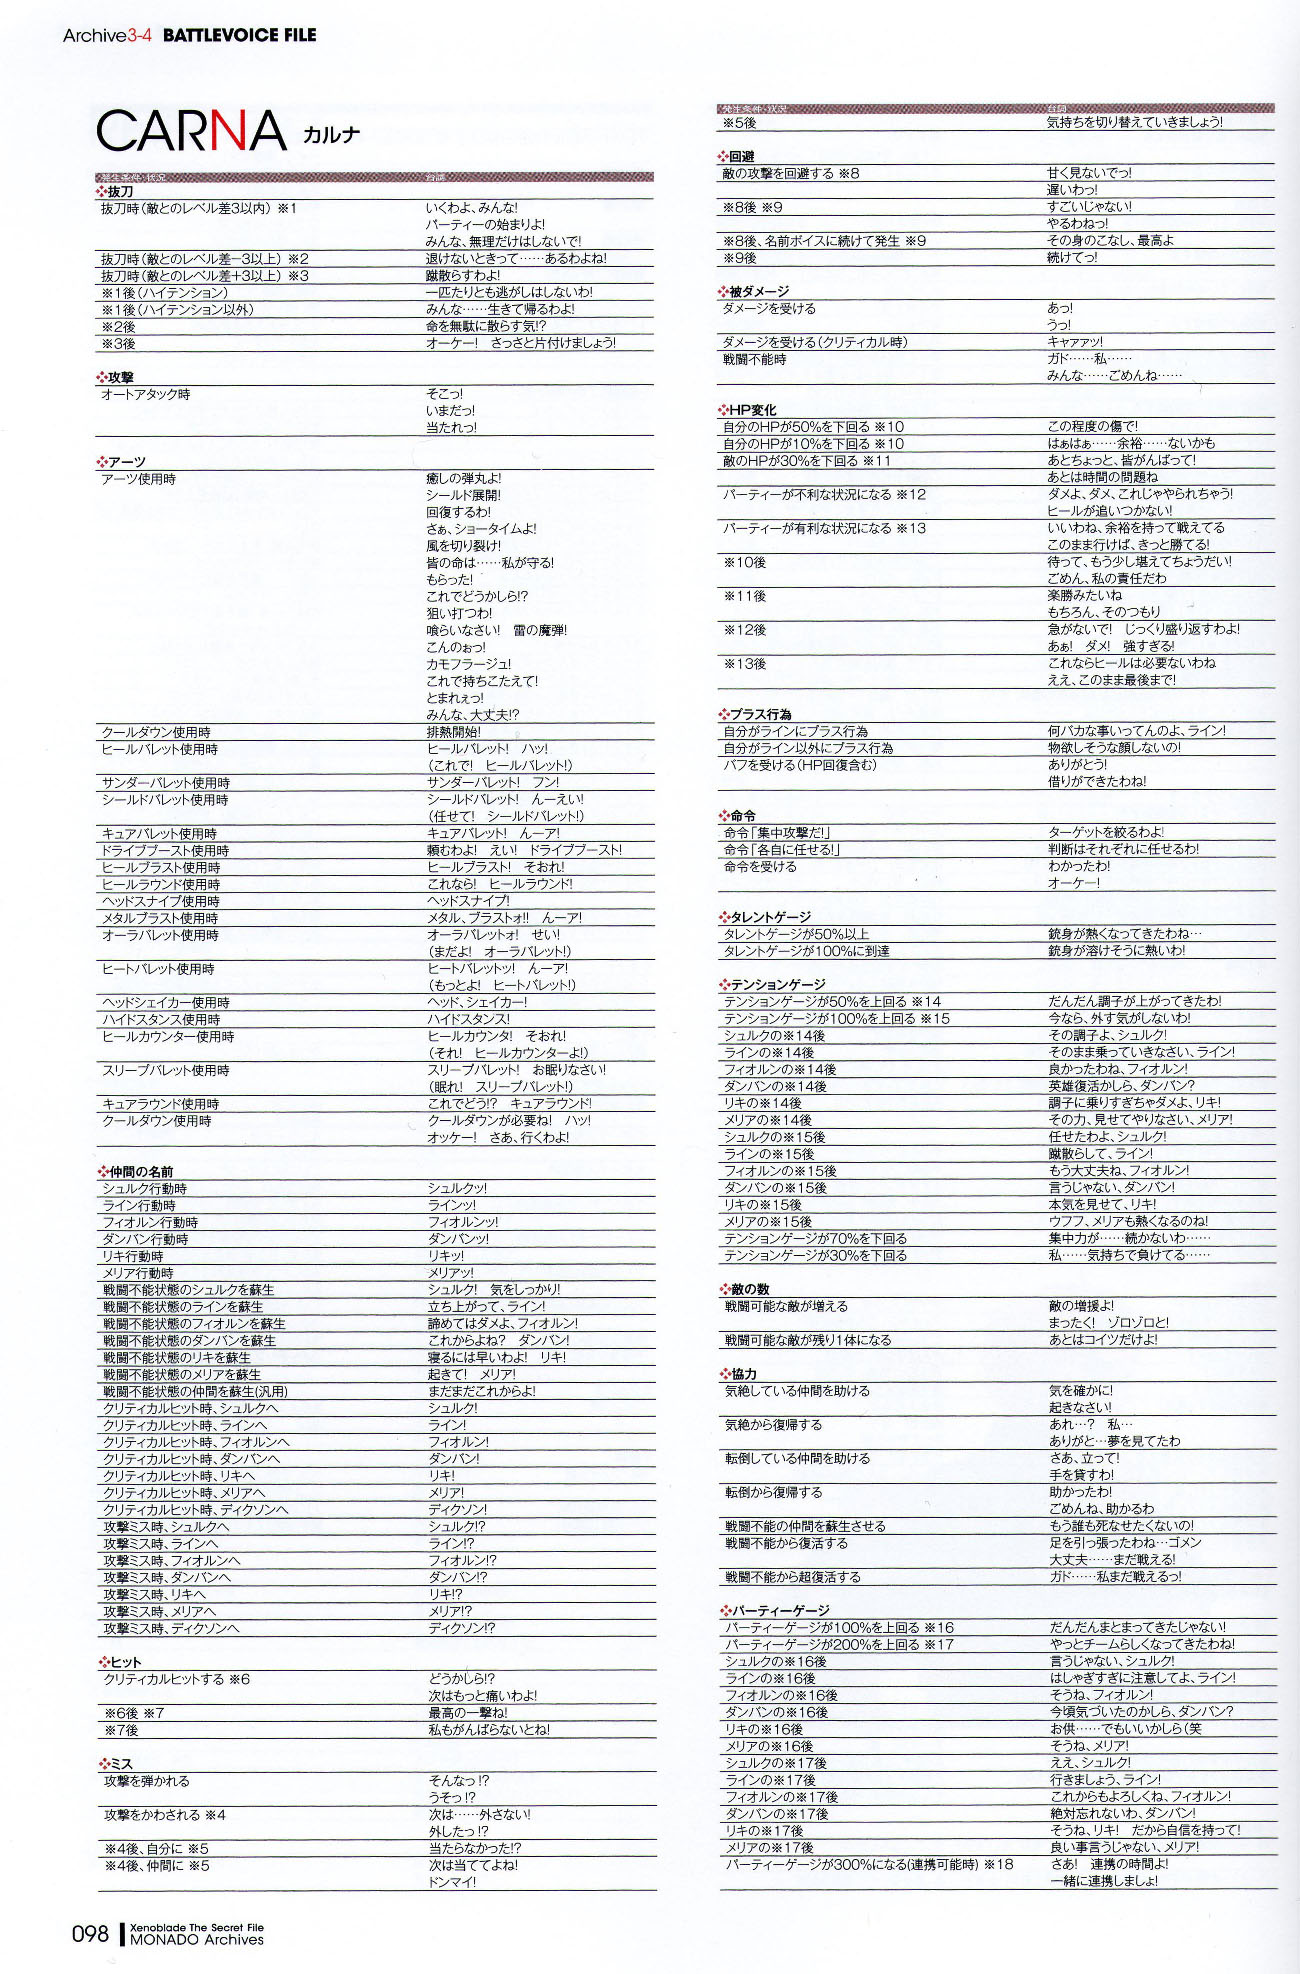 Archive3-4 BATTLEVOICE FILE
CARNA カルナ
発生条件・状況 台詞
抜刀
抜刀時（敵とのレベル差3以内）※1 いくわよ、みんな!
パーティーの始まりよ!
みんな、無理だけはしないで!
抜刀時（敵とのレベル差−3以上）※2 退けないときって……あるわよね!
抜刀時（敵とのレベル差+3以上）※3 蹴散らすわよ!
※1後（ハイテンション） 一匹たりとも逃がしはしないわ!
※1後（ハイテンション以外） みんな……生きて帰るわよ!
※2後 命を無駄に散らす気!?
※3後 オーケー! さっさと片付けましょう!
攻撃
オートアタック時 そこっ!
いまだっ!
当たれっ!
アーツ
アーツ使用時 癒しの弾丸よ!
シールド展開!
回復するわ!
さぁ、ショータイムよ!
風を切り裂け!
皆の命は……私が守る!
もらった!
これでどうかしら!?
狙い打つわ!
喰らいなさい! 雷の魔弾!
こんのぉっ!
カモフラージュ!
これで持ちこたえて!
とまれぇっ!
みんな、大丈夫!?
クールダウン使用時 排熱開始!
ヒールバレット使用時 ヒールバレット! ハッ!
（これで! ヒールバレット!）
サンダーバレット使用時 サンダーバレット! フン!
シールドバレット使用時 シールドバレット! んーえい!
（任せて! シールドバレット!）
キュアバレット使用時 キュアバレット! んーア!
ドライブブースト使用時 頼むわよ! えい! ドライブブースト!
ヒールブラスト使用時 ヒールブラスト! そおれ!
ヒールラウンド使用時 これなら! ヒールラウンド!
ヘッドスナイプ使用時 ヘッドスナイプ!
メタルブラスト使用時 メタル、ブラストォ!! んーア!
オーラバレット使用時 オーラバレットォ! せい!
（まだよ! オーラバレット!）
ヒートバレット使用時 ヒートバレットッ! んーア!
（もっとよ! ヒートバレット!）
ヘッドシェイカー使用時 ヘッド、シェイカー!
ハイドスタンス使用時 ハイドスタンス!
ヒールカウンター使用時 ヒールカウンタ! そおれ!
（それ! ヒールカウンターよ!）
スリープバレット使用時 スリープバレット! お眠りなさい!
（眠れ! スリープバレット!）
キュアラウンド使用時 これでどう!? キュアラウンド!
クールダウン使用時 クールダウンが必要ね! ハッ!
オッケー! さあ、行くわよ!
仲間の名前
シュルク行動時 シュルクッ!
ライン行動時 ラインッ!
フィオルン行動時 フィオルンッ!
ダンバン行動時 ダンバンッ!
リキ行動時 リキッ!
メリア行動時 メリアッ!
戦闘不能状態のシュルクを蘇生 シュルク! 気をしっかり!
戦闘不能状態のラインを蘇生 立ち上がって、ライン!
戦闘不能状態のフィオルンを蘇生 諦めてはダメよ、フィオルン!
戦闘不能状態のダンバンを蘇生 これからよね? ダンバン!
戦闘不能状態のリキを蘇生 寝るには早いわよ! リキ!
戦闘不能状態のメリアを蘇生 起きて! メリア!
戦闘不能状態の仲間を蘇生(汎用) まだまだこれからよ!
クリティカルヒット時、シュルクへ シュルク!
クリティカルヒット時、ラインへ ライン!
クリティカルヒット時、フィオルンへ フィオルン!
クリティカルヒット時、ダンバンへ ダンバン!
クリティカルヒット時、リキへ リキ!
クリティカルヒット時、メリアへ メリア!
クリティカルヒット時、ディクソンへ ディクソン!
攻撃ミス時、シュルクへ シュルク!?
攻撃ミス時、ラインへ ライン!?
攻撃ミス時、フィオルンへ フィオルン!?
攻撃ミス時、ダンバンへ ダンバン!?
攻撃ミス時、リキへ リキ!?
攻撃ミス時、メリアへ メリア!?
攻撃ミス時、ディクソンへ ディクソン!?
ヒット
クリティカルヒットする ※6 どうかしら!?
次はもっと痛いわよ!
※6後 ※7 最高の一撃ね!
※7後 私もがんばらないとね!
ミス
攻撃を弾かれる そんなっ!?
うそっ!?
攻撃をかわされる ※4 次は……外さない!
外したっ!?
※4後、自分に ※5 当たらなかった!?
※4後、仲間に ※5 次は当ててよね!
ドンマイ!
発生条件・状況 台詞
※5後 気持ちを切り替えていきましょう!
回避
敵の攻撃を回避する ※8 甘く見ないでっ!
遅いわっ!
※8後 ※9 すごいじゃない!
やるわねっ!
※8後、名前ボイスに続けて発生 ※9 その身のこなし、最高よ
※9後 続けてっ!
被ダメージ
ダメージを受ける あっ!
うっ!
ダメージを受ける（クリティカル時） キャァァッ!
戦闘不能時 ガド……私……
みんな……ごめんね……
HP変化
自分のHPが50%を下回る ※10 この程度の傷で!
自分のHPが10%を下回る ※10 はぁはぁ……余裕……ないかも
敵のHPが30%を下回る ※11 あとちょっと、皆がんばって!
あとは時間の問題ね
パーティーが不利な状況になる ※12 ダメよ、ダメ、これじゃやられちゃう!
ヒールが追いつかない!
パーティーが有利な状況になる ※13 いいわね、余裕を持って戦えてる
このまま行けば、きっと勝てる!
※10後 待って、もう少し堪えてちょうだい!
ごめん、私の責任だわ
※11後 楽勝みたいね
もちろん、そのつもり
※12後 急がないで! じっくり盛り返すわよ!
あぁ! ダメ! 強すぎる!
※13後 これならヒールは必要ないわね
ええ、このまま最後まで!
プラス行為
自分がラインにプラス行為 何バカな事いってんのよ、ライン!
自分がライン以外にプラス行為 物欲しそうな顔しないの!
バフを受ける（HP回復含む） ありがとう!
借りができたわね!
命令
命令「集中攻撃だ!」 ターゲットを絞るわよ!
命令「各自に任せる!」 判断はそれぞれに任せるわ!
命令を受ける わかったわ!
オーケー!
タレントゲージ
タレントゲージが50%以上 銃身が熱くなってきたわね…
タレントゲージが100%に到達 銃身が溶けそうに熱いわ!
テンションゲージ
テンションゲージが50%を上回る ※14 だんだん調子が上がってきたわ!
テンションゲージが100%を上回る ※15 今なら、外す気がしないわ!
シュルクの※14後 その調子よ、シュルク!
ラインの※14後 そのまま乗っていきなさい、ライン!
フィオルンの※14後 良かったわね、フィオルン!
ダンバンの※14後 英雄復活かしら、ダンバン?
リキの※14後 調子に乗りすぎちゃダメよ、リキ!
メリアの※14後 その力、見せてやりなさい、メリア!
シュルクの※15後 任せたわよ、シュルク!
ラインの※15後 蹴散らして、ライン!
フィオルンの※15後 もう大丈夫ね、フィオルン!
ダンバンの※15後 言うじゃない、ダンバン!
リキの※15後 本気を見せて、リキ!
メリアの※15後 ウフフ、メリアも熱くなるのね!
テンションゲージが70%を下回る 集中力が……続かないわ……
テンションゲージが30%を下回る 私……気持ちで負けてる……
敵の数
戦闘可能な敵が増える 敵の増援よ!
まったく! ゾロゾロと!
戦闘可能な敵が残り1体になる あとはコイツだけよ!
協力
気絶している仲間を助ける 気を確かに!
起きなさい!
気絶から復帰する あれ…? 私…
ありがと…夢を見てたわ
転倒している仲間を助ける さあ、立って!
手を貸すわ!
転倒から復帰する 助かったわ!
ごめんね、助かるわ
戦闘不能の仲間を蘇生させる もう誰も死なせたくないの!
戦闘不能から復活する 足を引っ張ったわね…ゴメン
大丈夫……まだ戦える!
戦闘不能から超復活する ガド……私まだ戦えるっ!
パーティーゲージ
パーティーゲージが100%を上回る ※16 だんだんまとまってきたじゃない!
パーティーゲージが200%を上回る ※17 やっとチームらしくなってきたわね!
シュルクの※16後 言うじゃない、シュルク!
ラインの※16後 はしゃぎすぎに注意してよ、ライン!
フィオルンの※16後 そうね、フィオルン!
ダンバンの※16後 今頃気づいたのかしら、ダンバン?
リキの※16後 お供……でもいいかしら（笑
メリアの※16後 そうね、メリア!
シュルクの※17後 ええ、シュルク!
ラインの※17後 行きましょう、ライン!
フィオルンの※17後 これからもよろしくね、フィオルン!
ダンバンの※17後 絶対忘れないわ、ダンバン!
リキの※17後 そうね、リキ! だから自信を持って!
メリアの※17後 良い事言うじゃない、メリア!
パーティーゲージが300%になる(連携可能時) ※18 さあ! 連携の時間よ!
一緒に連携しましょ!
098 Xenoblade The Secret File
MONADO Archives